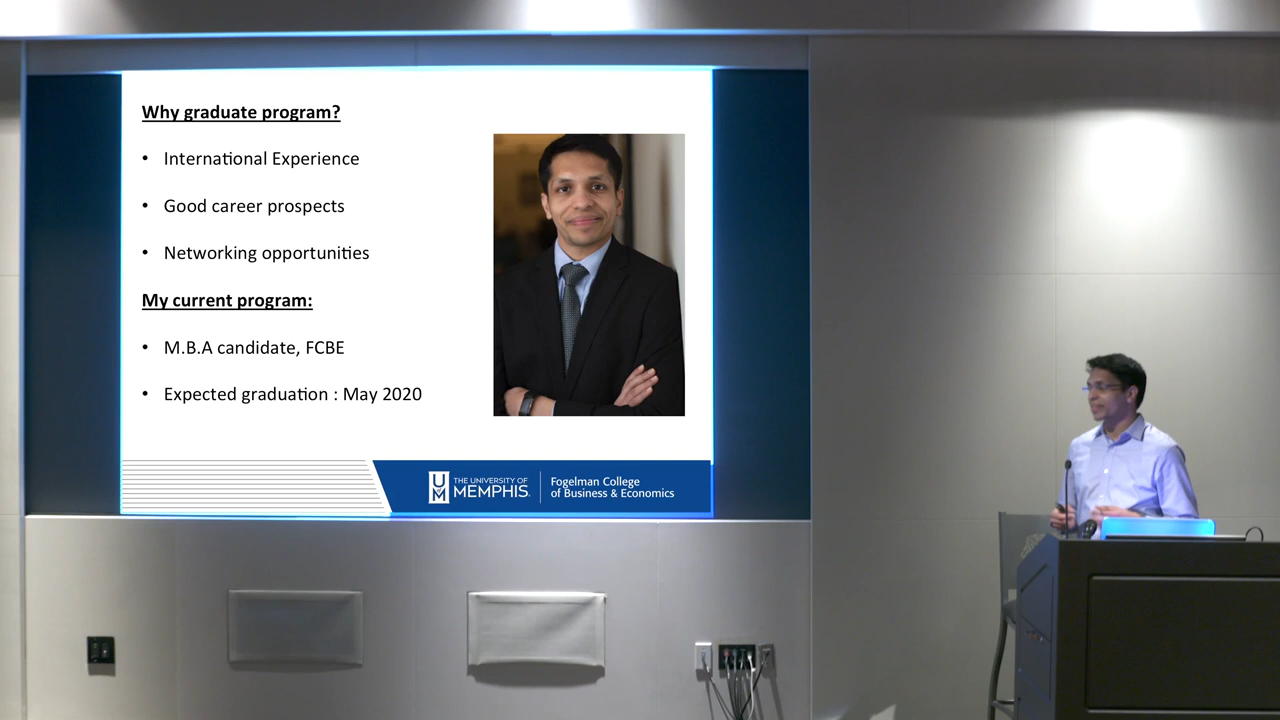 Why graduate program?
• International Experience
• Good career prospects
• Networking opportunities
My current program:
• M.B.A candidate, FCBE
• Expected graduation : May 2020
UM
THE UNIVERSITY OF
MEMPHIS.
Fogelman College
of Business & Economics